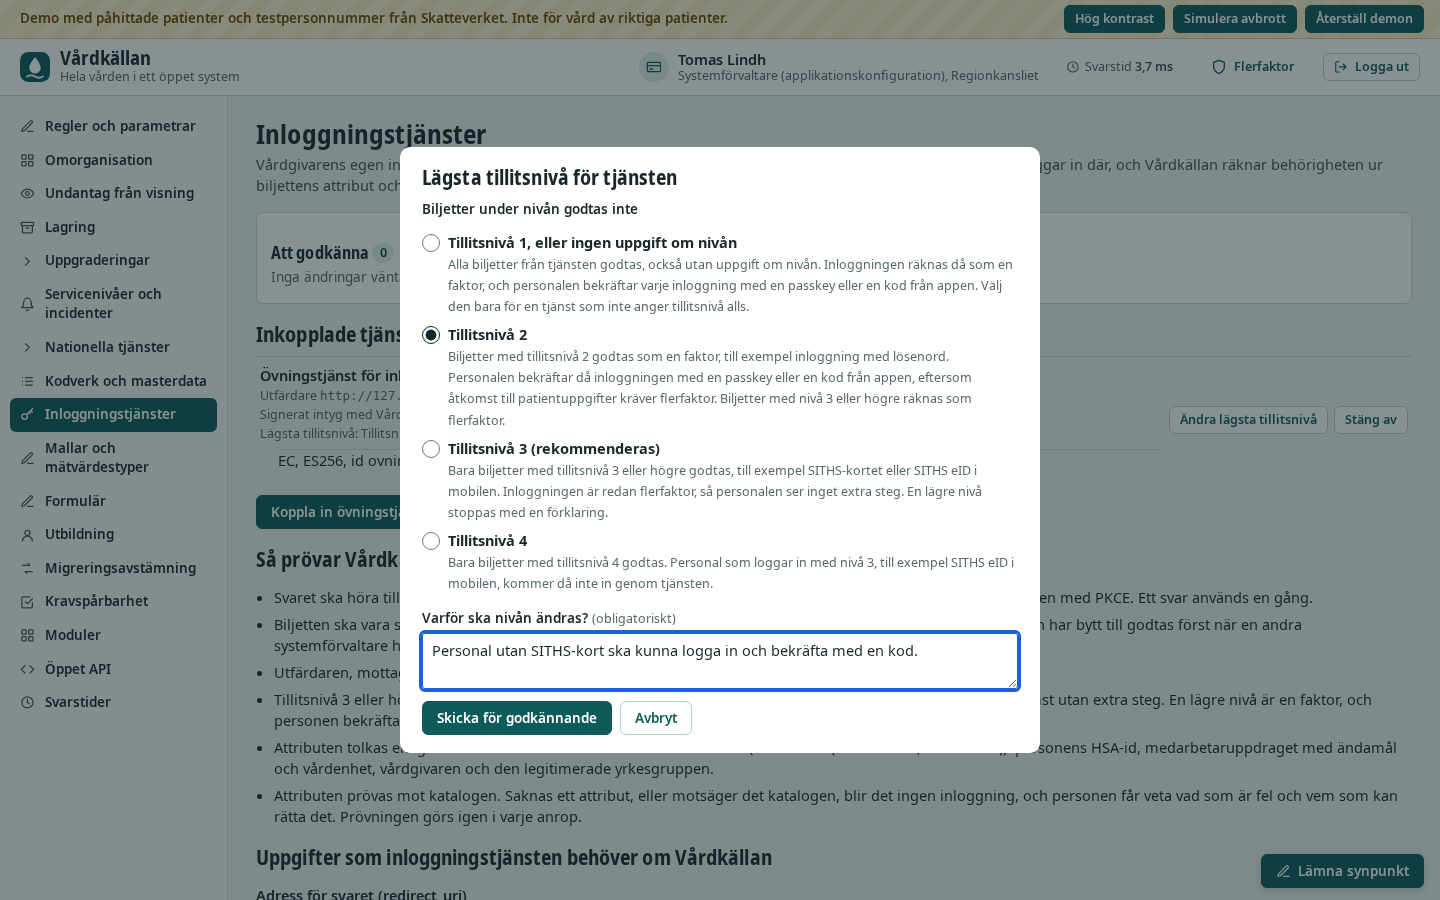 Demo med påhittade patienter och testpersonnummer från Skatteverket. Inte för vård av riktiga patienter.
Hög kontrast
Simulera avbrott
Återställ demon
Vårdkällan
Hela vården i ett öppet system
Tomas Lindh
Systemförvaltare (applikationskonfiguration), Regionkansliet
Svarstid 3,7 ms
Flerfaktor
Logga ut
Regler och parametrar
Omorganisation
Undantag från visning
Lagring
Uppgraderingar
Servicenivåer och
incidenter
Nationella tjänster
Kodverk och masterdata
Inloggningstjänster
Mallar och
mätvärdestyper
Formulär
Utbildning
Migreringsavstämning
Kravspårbarhet
Moduler
Öppet API
Svarstider
Inloggningstjänster
Vårdgivarens egen
ggar in där, och Vårdkällan räknar behörigheten ur
biljettens attribut
Att godkänna 0
Inga ändringar
Inkopplade
Övningstjänst för
Utfärdare http://127.
Signerat intyg med
Lägsta tillitsnivå:
EC, ES256, id
Ändra lägsta tillitsnivå
Stäng av
Koppla in
Så prövar
Svaret ska höra
en med PKCE. Ett svar används en gång.
Biljetten ska vara
har bytt till godtas först när en andra
systemförvaltare
Utfärdaren,
Tillitsnivå 3 eller
utan extra steg. En lägre nivå är en faktor, och
personen
Attributen tolkas
HSA-id, medarbetaruppdraget med ändamål
och vårdenhet, vårdgivaren och den legitimerade yrkesgruppen.
Attributen prövas mot katalogen. Saknas ett attribut, eller motsäger det katalogen, blir det ingen inloggning, och personen får veta vad som är fel och vem som kan
rätta det. Prövningen görs igen i varje anrop.
Uppgifter som inloggningstjänsten behöver om Vårdkällan
Adress för svaret (redirect_uri)
Lämna synpunkt
Lägsta tillitsnivå för tjänsten
Biljetter under nivån godtas inte
Tillitsnivå 1, eller ingen uppgift om nivån
Alla biljetter från tjänsten godtas, också utan uppgift om nivån. Inloggningen räknas då som en
faktor, och personalen bekräftar varje inloggning med en passkey eller en kod från appen. Välj
den bara för en tjänst som inte anger tillitsnivå alls.
Tillitsnivå 2
Biljetter med tillitsnivå 2 godtas som en faktor, till exempel inloggning med lösenord.
Personalen bekräftar då inloggningen med en passkey eller en kod från appen, eftersom
åtkomst till patientuppgifter kräver flerfaktor. Biljetter med nivå 3 eller högre räknas som
flerfaktor.
Tillitsnivå 3 (rekommenderas)
Bara biljetter med tillitsnivå 3 eller högre godtas, till exempel SITHS-kortet eller SITHS eID i
mobilen. Inloggningen är redan flerfaktor, så personalen ser inget extra steg. En lägre nivå
stoppas med en förklaring.
Tillitsnivå 4
Bara biljetter med tillitsnivå 4 godtas. Personal som loggar in med nivå 3, till exempel SITHS eID i
mobilen, kommer då inte in genom tjänsten.
Varför ska nivån ändras? (obligatoriskt)
Personal utan SITHS-kort ska kunna logga in och bekräfta med en kod.
Skicka för godkännande
Avbryt